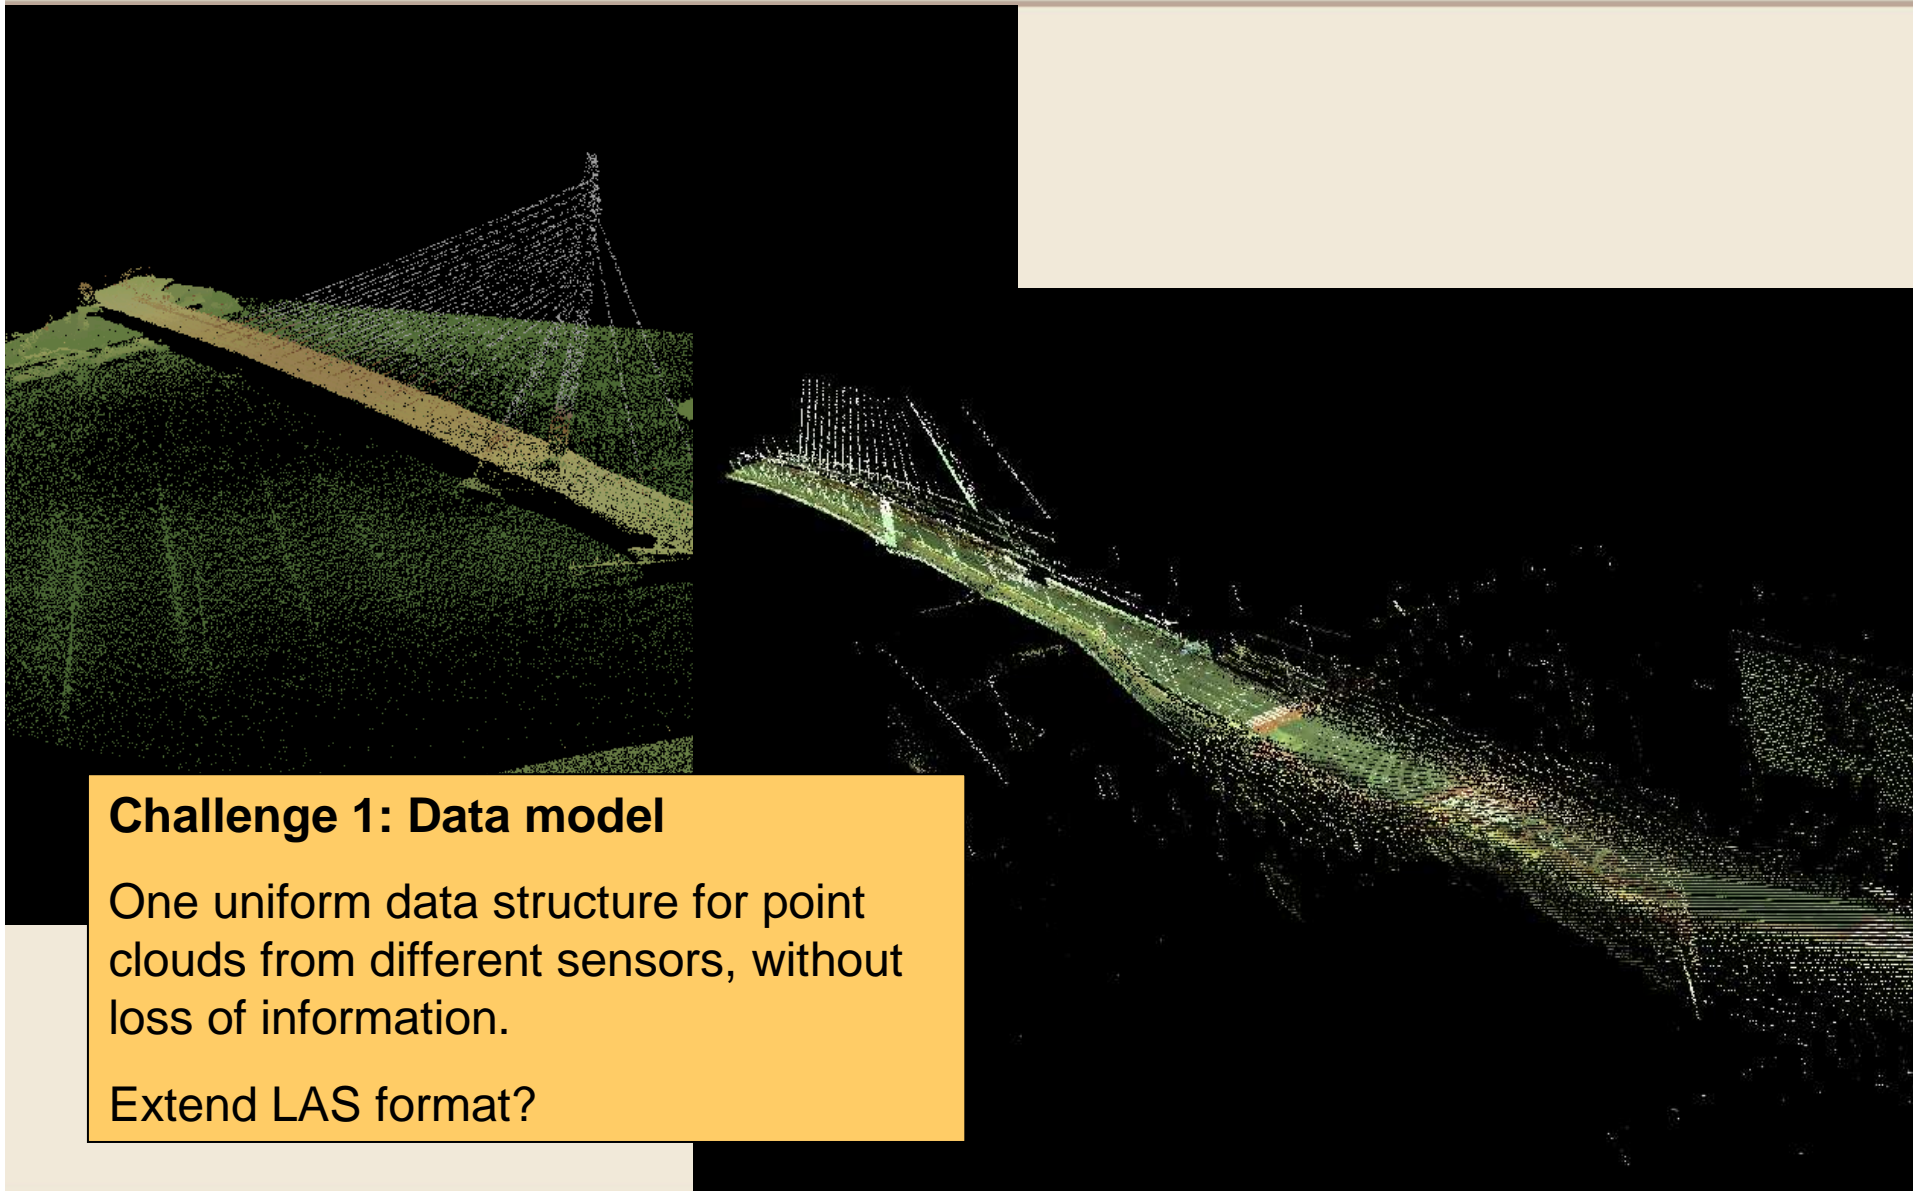 Challenge 1: Data model
One uniform data structure for point
clouds from different sensors, without
loss of information.
Extend LAS format?